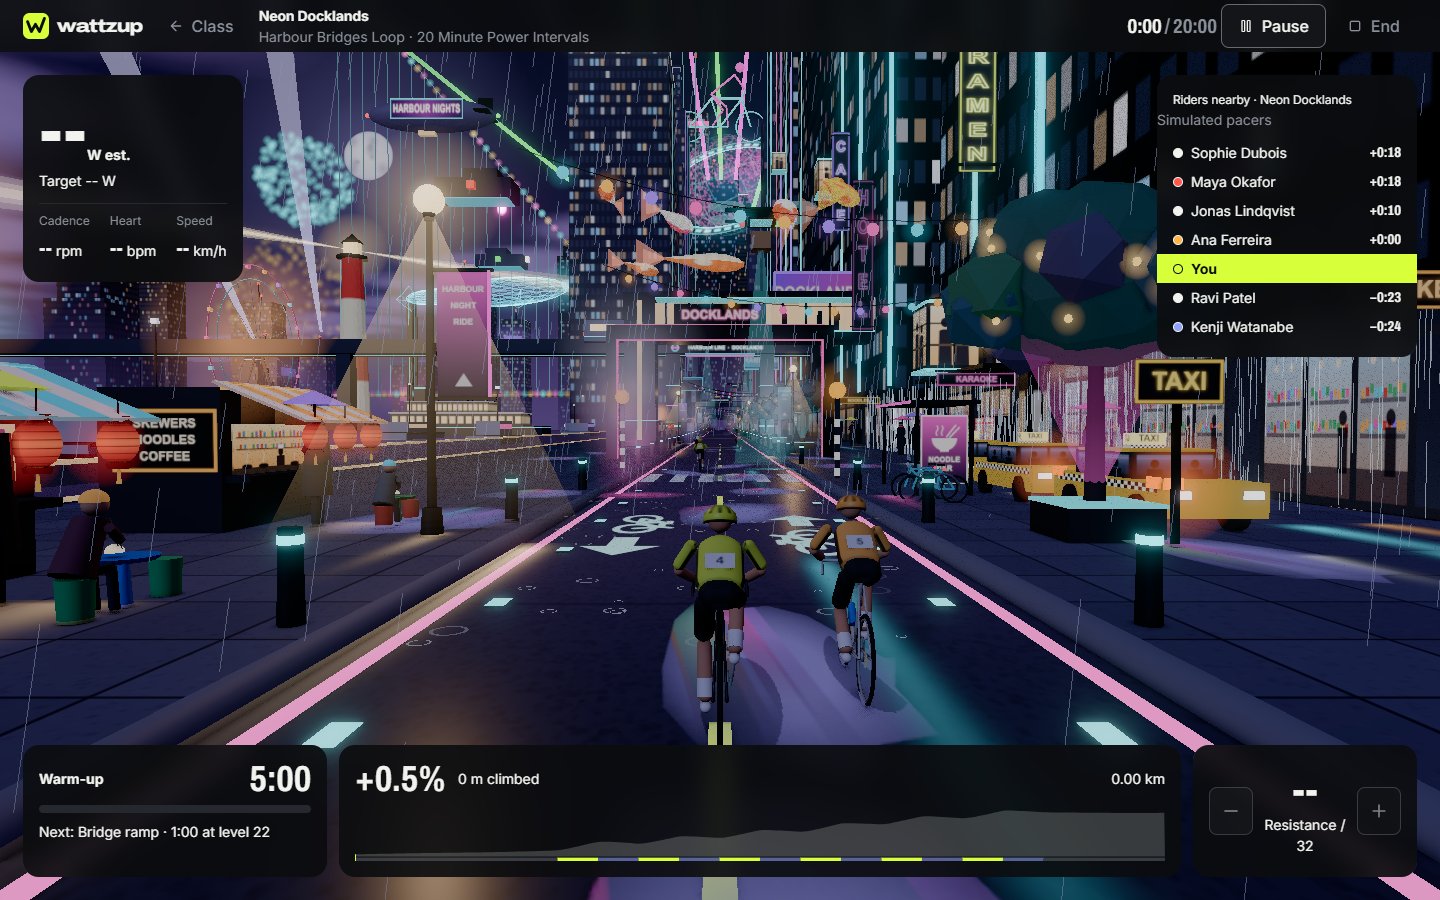 wattzup
Class
Neon Docklands
Harbour Bridges Loop · 20 Minute Power Intervals
0:00 / 20:00
Pause
End
--
W est.
Target -- W
Cadence Heart Speed
-- rpm -- bpm -- km/h
Riders nearby · Neon Docklands
Simulated pacers
Sophie Dubois +0:18
Maya Okafor +0:18
Jonas Lindqvist +0:10
Ana Ferreira +0:00
You
Ravi Patel −0:23
Kenji Watanabe −0:24
HARBOUR NIGHTS
RAMEN
HARBOUR
NIGHT
RIDE
DOCKLANDS
KARAOKE
TAXI
TAXI
TAXI
SKEWERS
NOODLES
COFFEE
NOODLE
4
5
Warm-up 5:00
Next: Bridge ramp · 1:00 at level 22
+0.5% 0 m climbed 0.00 km
--
Resistance /
32